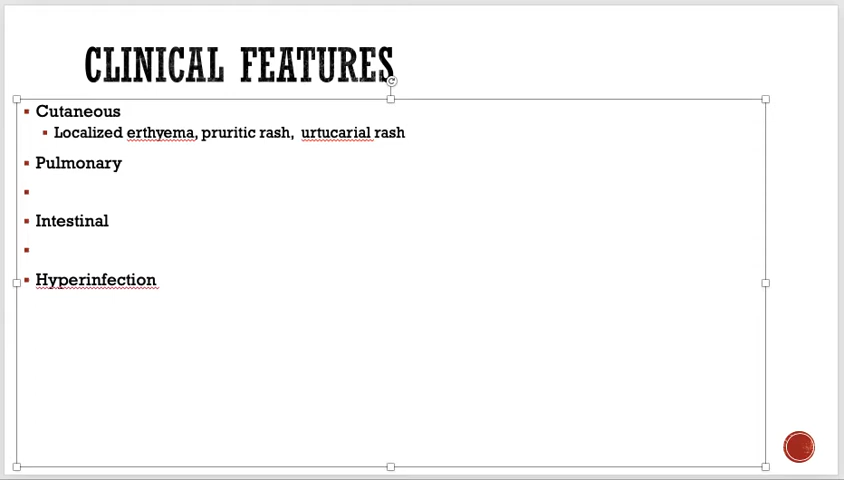 CLINICAL FEATURES
Cutaneous
Localized erthyema, pruritic rash, urtucarial rash
Pulmonary
Intestinal
Hyperinfection